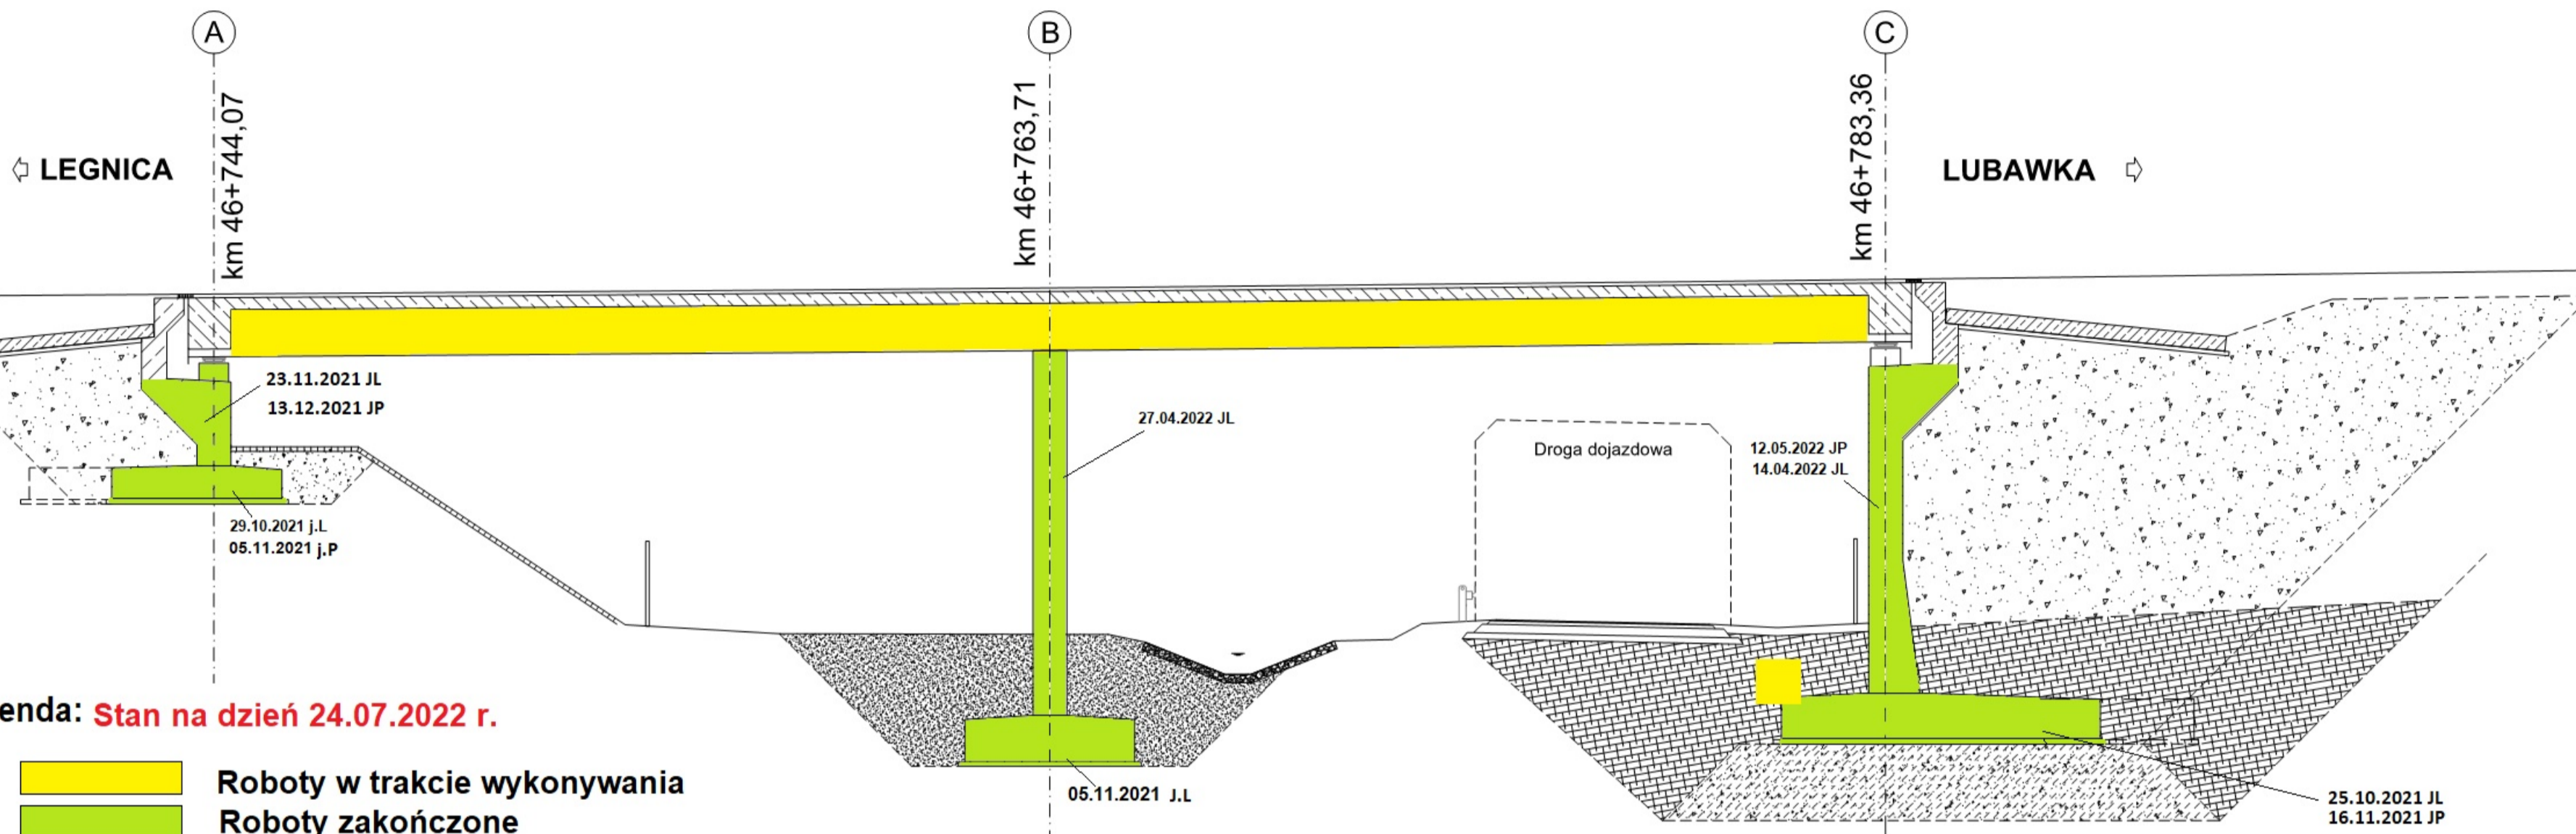 A
B
C
km 46+744,07
km 46+763,71
km 46+783,36
LEGNICA
LUBAWKA
23.11.2021 JL
13.12.2021 JP
27.04.2022 JL
Droga dojazdowa
12.05.2022 JP
14.04.2022 JL
29.10.2021 j.L
05.11.2021 j.P
enda: Stan na dzień 24.07.2022 r.
Roboty w trakcie wykonywania
Roboty zakończone
05.11.2021 J.L
25.10.2021 JL
16.11.2021 JP